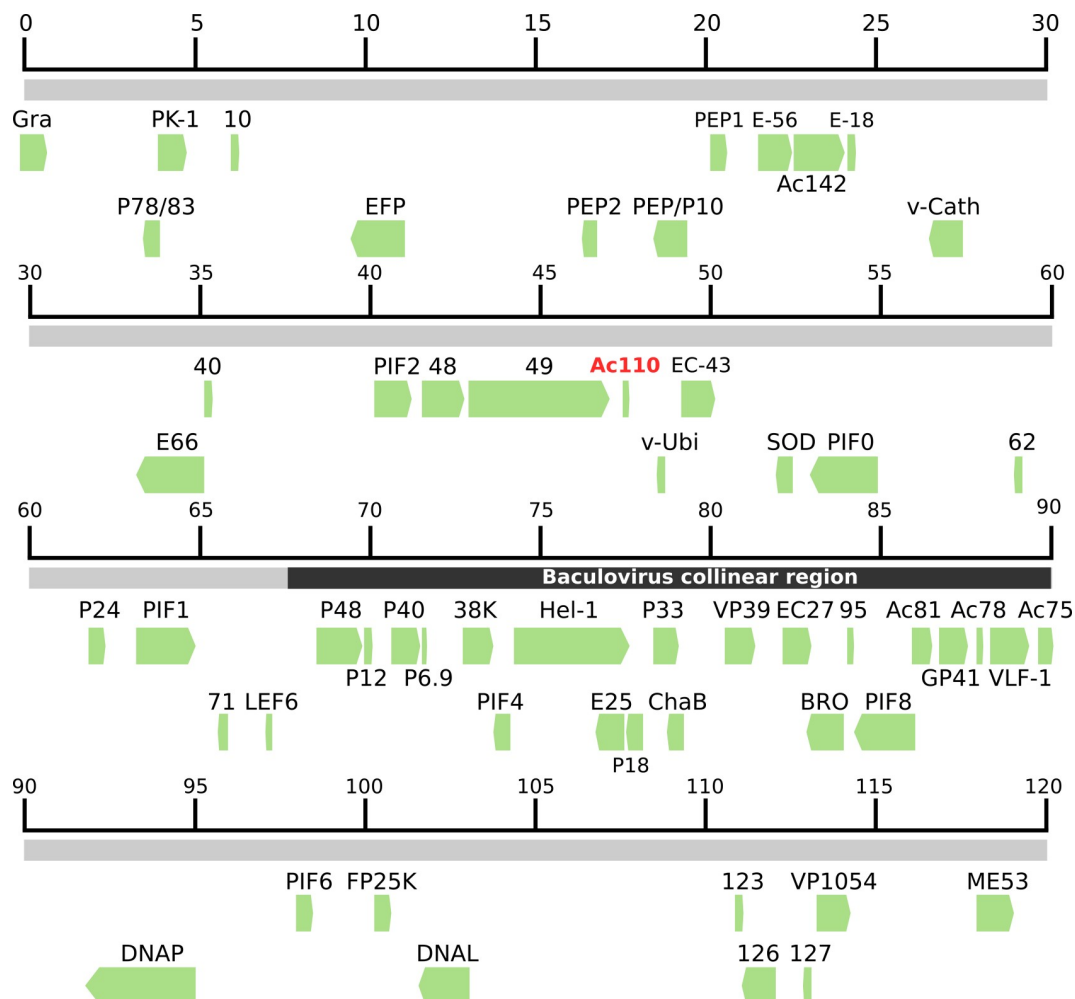 0 5 10 15 20 25 30
Gra PK-1 10 PEP1 E-56 E-18
Ac142
P78/83 EFP PEP2 PEP/P10 v-Cath
30 35 40 45 50 55 60
40 PIF2 48 49 Ac110 EC-43
E66 v-Ubi SOD PIF0 62
60 65 70 75 80 85 90
Baculovirus collinear region
P24 PIF1 P48 P40 38K Hel-1 P33 VP39 EC27 95 Ac81 Ac78 Ac75
P12 P6.9 GP41 VLF-1
71 LEF6 PIF4 E25 ChaB BRO PIF8
P18
90 95 100 105 110 115 120
PIF6 FP25K 123 VP1054 ME53
DNAP DNAL 126 127